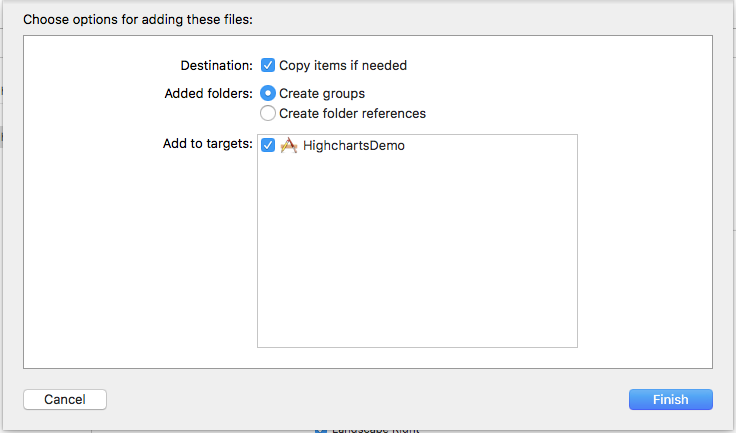 Choose options for adding these files:
Destination: Copy items if needed
Added folders: Create groups
Create folder references
Add to targets: HighchartsDemo
Cancel Finish
Landscape Right